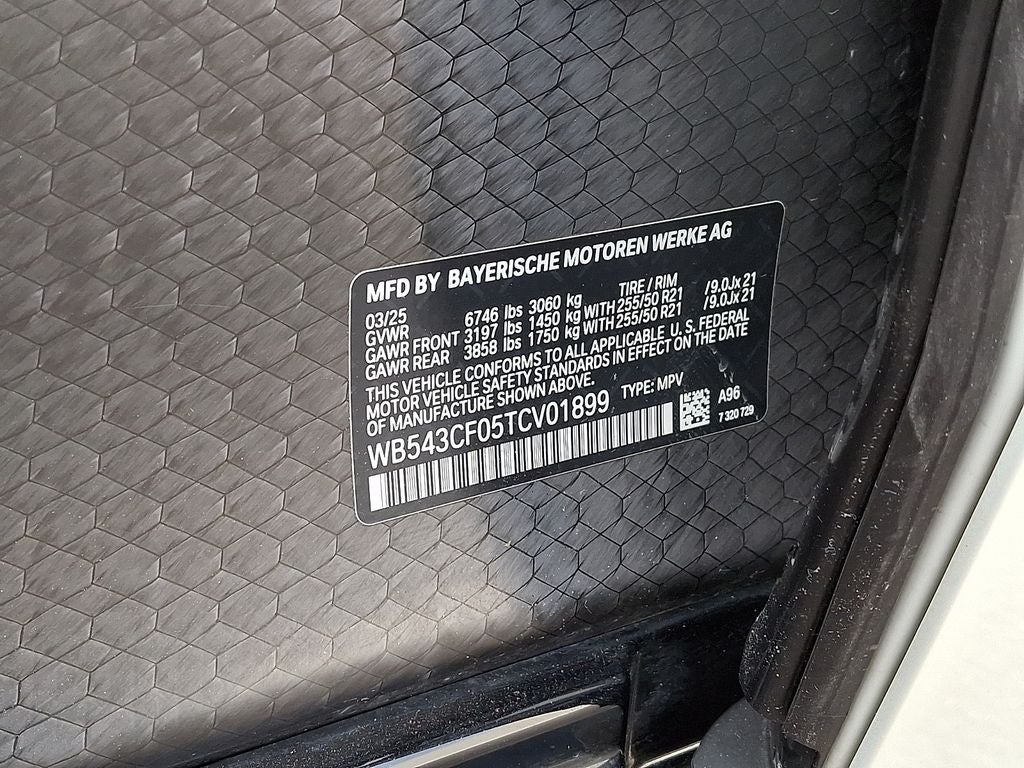 MFD BY BAYERISCHE MOTOREN WERKE AG
03/25 TIRE / RIM
GVWR 6746 lbs 3060 kg
GAWR FRONT 3197 lbs 1450 kg WITH 255/50 R21 /9.0Jx21
GAWR REAR 3858 lbs 1750 kg WITH 255/50 R21 /9.0Jx21
THIS VEHICLE CONFORMS TO ALL APPLICABLE U.S. FEDERAL
MOTOR VEHICLE SAFETY STANDARDS IN EFFECT ON THE DATE
OF MANUFACTURE SHOWN ABOVE. TYPE: MPV
WB543CF05TCV01899
A96
7 320 729